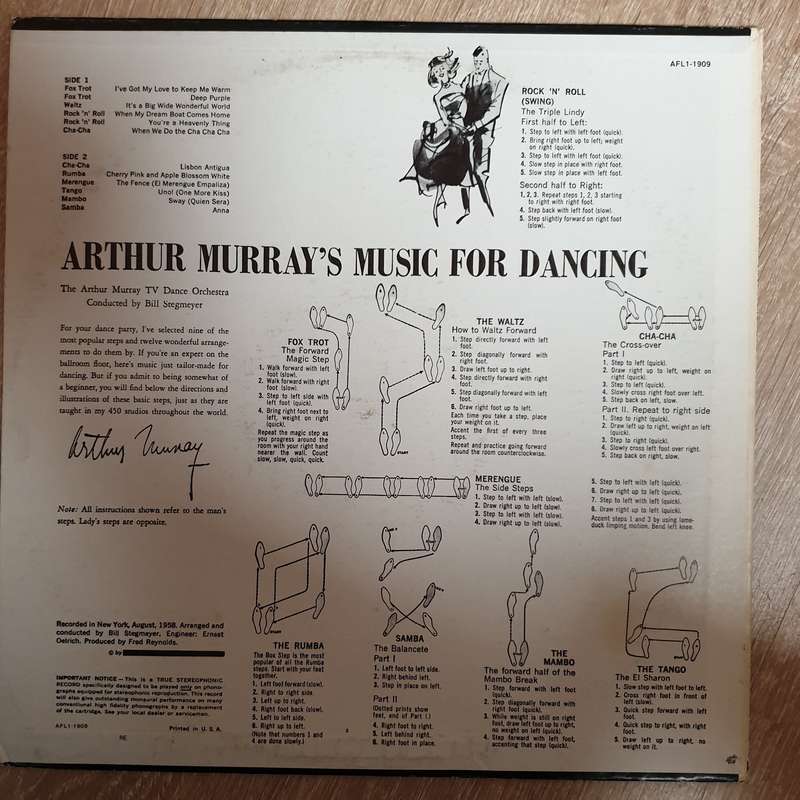 AFL1-1909
SIDE 1
Fox Trot I've Got My Love to Keep Me Warm
Fox Trot Deep Purple
Waltz It's a Big Wide Wonderful World
Rock 'n' Roll When My Dream Boat Comes Home
Rock 'n' Roll You're a Heavenly Thing
Cha-Cha When We Do the Cha Cha Cha
SIDE 2
Cha-Cha Lisbon Antigua
Rumba Cherry Pink and Apple Blossom White
Merengue The Fence (El Merengue Empaliza)
Tango Uno! (One More Kiss)
Mambo Sway (Quien Sera)
Samba Anna
ROCK 'N' ROLL
(SWING)
The Triple Lindy
First half to Left:
1. Step to left with left foot (quick).
2. Bring right foot up to left; weight
on right (quick).
3. Step to left with left foot (quick).
4. Slow step in place with right foot.
5. Slow step in place with left foot.
Second half to Right:
1, 2, 3. Repeat steps 1, 2, 3 starting
to right with right foot.
4. Step back with left foot (slow).
5. Step slightly forward on right foot
(slow).
ARTHUR MURRAY'S MUSIC FOR DANCING
The Arthur Murray TV Dance Orchestra
Conducted by Bill Stegmeyer
For your dance party, I've selected nine of the
most popular steps and twelve wonderful arrange-
ments to do them by. If you're an expert on the
ballroom floor, here's music just tailor-made for
dancing. But if you admit to being somewhat of
a beginner, you will find below the directions and
illustrations of these basic steps, just as they are
taught in my 450 studios throughout the world.
Arthur Murray
Note: All instructions shown refer to the man's
steps. Lady's steps are opposite.
FOX TROT
The Forward
Magic Step
1. Walk forward with left
foot (slow).
2. Walk forward with right
foot (slow).
3. Step to left side with
left foot (quick).
4. Bring right foot next to
left, weight on right
(quick).
Repeat the magic step as
you progress around the
room with your right hand
nearer the wall. Count
slow, slow, quick, quick.
START
THE WALTZ
How to Waltz Forward
1. Step directly forward with left
foot.
2. Step diagonally forward with
right foot.
3. Draw left foot up to right.
4. Step directly forward with right
foot.
5. Step diagonally forward with left
foot.
6. Draw right foot up to left.
Each time you take a step, place
your weight on it.
Accent the first of every three
steps.
Repeat and practice going forward
around the room counterclockwise.
CHA-CHA
The Cross-over
Part I
1. Step to left (quick).
2. Draw right up to left, weight on
right (quick).
3. Step to left (quick).
4. Slowly cross right foot over left.
5. Step back on left, slow.
Part II. Repeat to right side
1. Step to right (quick).
2. Draw left up to right, weight on left
(quick).
3. Step to right (quick).
4. Slowly cross left foot over right.
5. Step back on right, slow.
MERENGUE
The Side Steps
1. Step to left with left (slow).
2. Draw right up to left (slow).
3. Step to left with left (slow).
4. Draw right up to left (slow).
5. Step to left with left (quick).
6. Draw right up to left (quick).
7. Step to left with left (quick).
8. Draw right up to left (quick).
Accent steps 1 and 3 by using lame-
duck limping motion. Bend left knee.
Recorded in New York, August, 1958. Arranged and
conducted by Bill Stegmeyer. Engineer: Ernest
Oelrich. Produced by Fred Reynolds.
© by
IMPORTANT NOTICE – This is a TRUE STEREOPHONIC
RECORD specifically designed to be played only on phono-
graphs equipped for stereophonic reproduction. This record
will also give outstanding monaural performance on many
conventional high fidelity phonographs by a replacement
of the cartridge. See your local dealer or serviceman.
AFL1-1909 Printed in U. S. A.
RE
START
THE RUMBA
The Box Step is the most
popular of all the Rumba
steps. Start with your feet
together.
1. Left foot forward (slow).
2. Right to right side.
3. Left up to right.
4. Right foot back (slow).
5. Left to left side.
6. Right up to left.
(Note that numbers 1 and
4 are done slowly.)
SAMBA
The Balancete
Part I
1. Left foot to left side.
2. Right behind left.
3. Step in place on left.
Part II
(Dotted prints show
feet, end of Part I.)
4. Right foot to right.
5. Left behind right.
6. Right foot in place.
THE
MAMBO
The forward half of the
Mambo Break
1. Step forward with left foot
(quick).
2. Step diagonally forward with
right foot (quick).
3. While weight is still on right
foot, draw left foot up to right,
no weight on left (quick).
4. Step forward with left foot,
accenting that step (quick).
THE TANGO
The El Sharon
1. Slow step with left foot to left.
2. Cross right foot in front of
left (slow).
3. Quick step forward with left
foot.
4. Quick step to right, with right
foot.
5. Draw left up to right, no
weight on it.